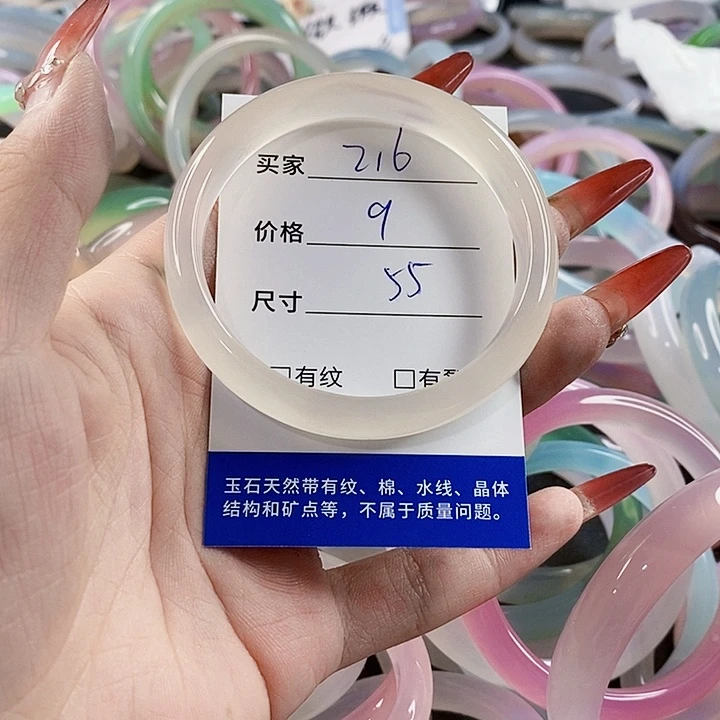 买家 216
价格 9
尺寸 55
□有纹 □有
玉石天然带有纹、棉、水线、晶体
结构和矿点等，不属于质量问题。